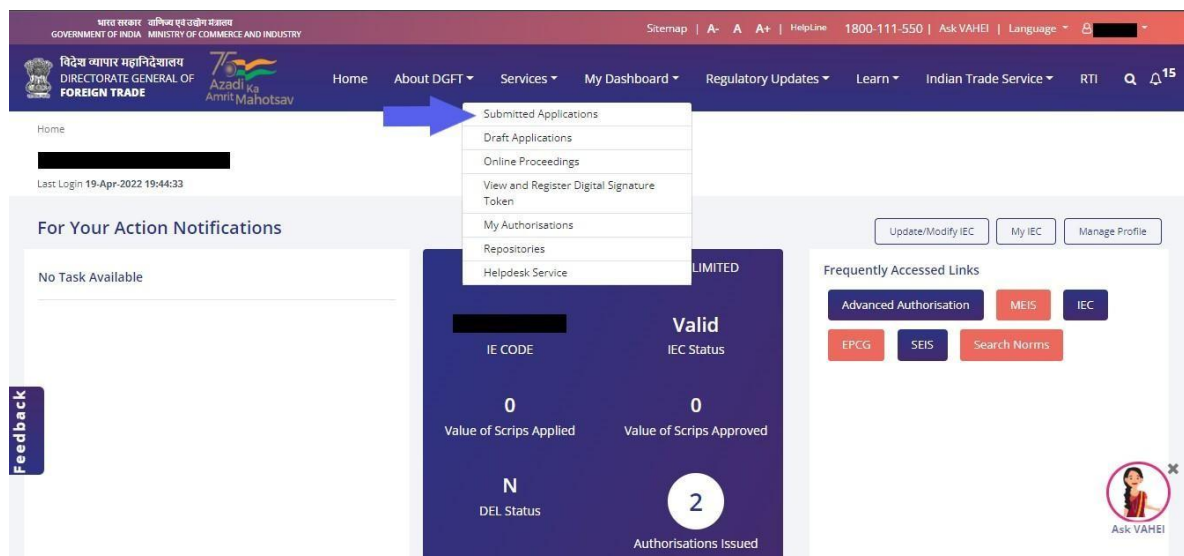 भारत सरकार वाणिज्य एवं उद्योग मंत्रालय
GOVERNMENT OF INDIA MINISTRY OF COMMERCE AND INDUSTRY
Sitemap | A- A A+ | HelpLine 1800-111-550 | Ask VAHEI | Language
विदेश व्यापार महानिदेशालय
DIRECTORATE GENERAL OF
FOREIGN TRADE
75
Azadi Ka
Amrit Mahotsav
Home About DGFT Services My Dashboard Regulatory Updates Learn Indian Trade Service RTI 15
Submitted Applications
Draft Applications
Online Proceedings
View and Register Digital Signature
Token
My Authorisations
Repositories
Helpdesk Service
Home
Last Login 19-Apr-2022 19:44:33
For Your Action Notifications
Update/Modify IEC My IEC Manage Profile
No Task Available
LIMITED
IE CODE
Valid
IEC Status
0
Value of Scrips Applied
0
Value of Scrips Approved
N
DEL Status
2
Authorisations Issued
Frequently Accessed Links
Advanced Authorisation MEIS IEC
EPCG SEIS Search Norms
Feedback
Ask VAHEI